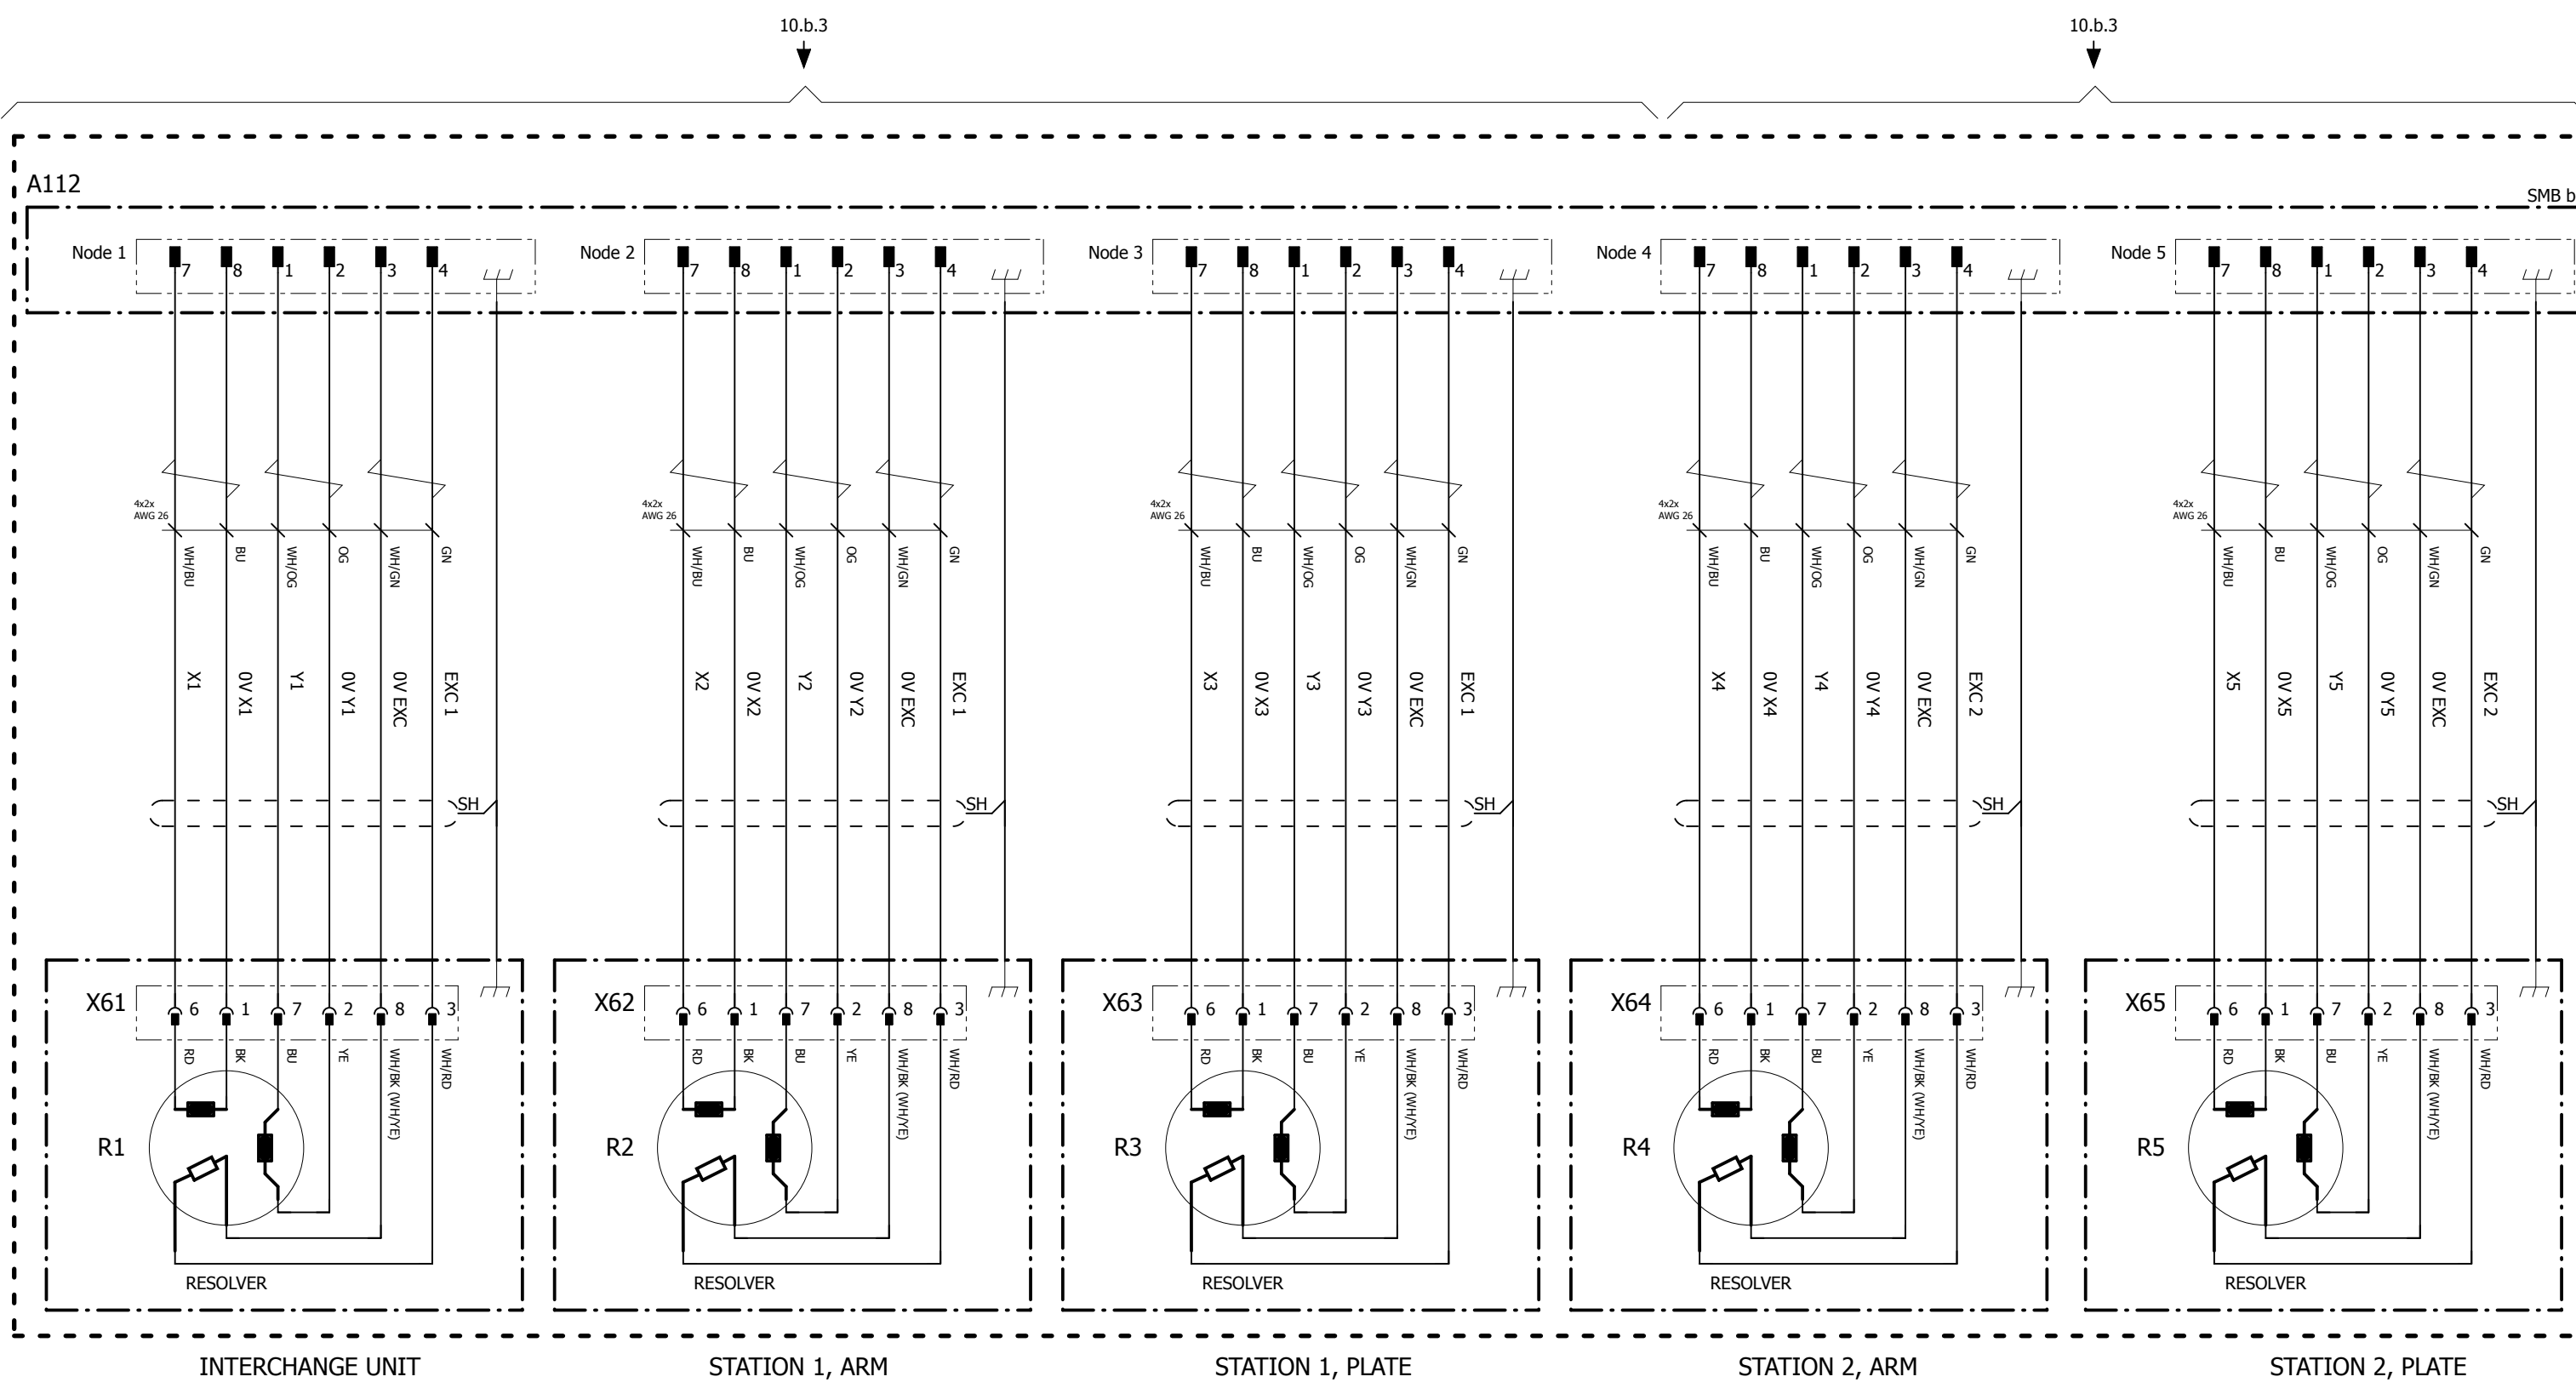 10.b.3 10.b.3
A112
SMB b
Node 1 7 8 1 2 3 4 Node 2 7 8 1 2 3 4 Node 3 7 8 1 2 3 4 Node 4 7 8 1 2 3 4 Node 5 7 8 1 2 3 4
4x2x 4x2x 4x2x 4x2x 4x2x
AWG 26 AWG 26 AWG 26 AWG 26 AWG 26
WH/BU BU WH/OG OG WH/GN GN WH/BU BU WH/OG OG WH/GN GN WH/BU BU WH/OG OG WH/GN GN WH/BU BU WH/OG OG WH/GN GN WH/BU BU WH/OG OG WH/GN GN
X1 0V X1 Y1 0V Y1 0V EXC EXC 1 X2 0V X2 Y2 0V Y2 0V EXC EXC 1 X3 0V X3 Y3 0V Y3 0V EXC EXC 1 X4 0V X4 Y4 0V Y4 0V EXC EXC 2 X5 0V X5 Y5 0V Y5 0V EXC EXC 2
SH SH SH SH SH
X61 6 1 7 2 8 3 X62 6 1 7 2 8 3 X63 6 1 7 2 8 3 X64 6 1 7 2 8 3 X65 6 1 7 2 8 3
RD BK BU YE WH/BK (WH/YE) WH/RD RD BK BU YE WH/BK (WH/YE) WH/RD RD BK BU YE WH/BK (WH/YE) WH/RD RD BK BU YE WH/BK (WH/YE) WH/RD RD BK BU YE WH/BK (WH/YE) WH/RD
R1 R2 R3 R4 R5
RESOLVER RESOLVER RESOLVER RESOLVER RESOLVER
INTERCHANGE UNIT STATION 1, ARM STATION 1, PLATE STATION 2, ARM STATION 2, PLATE